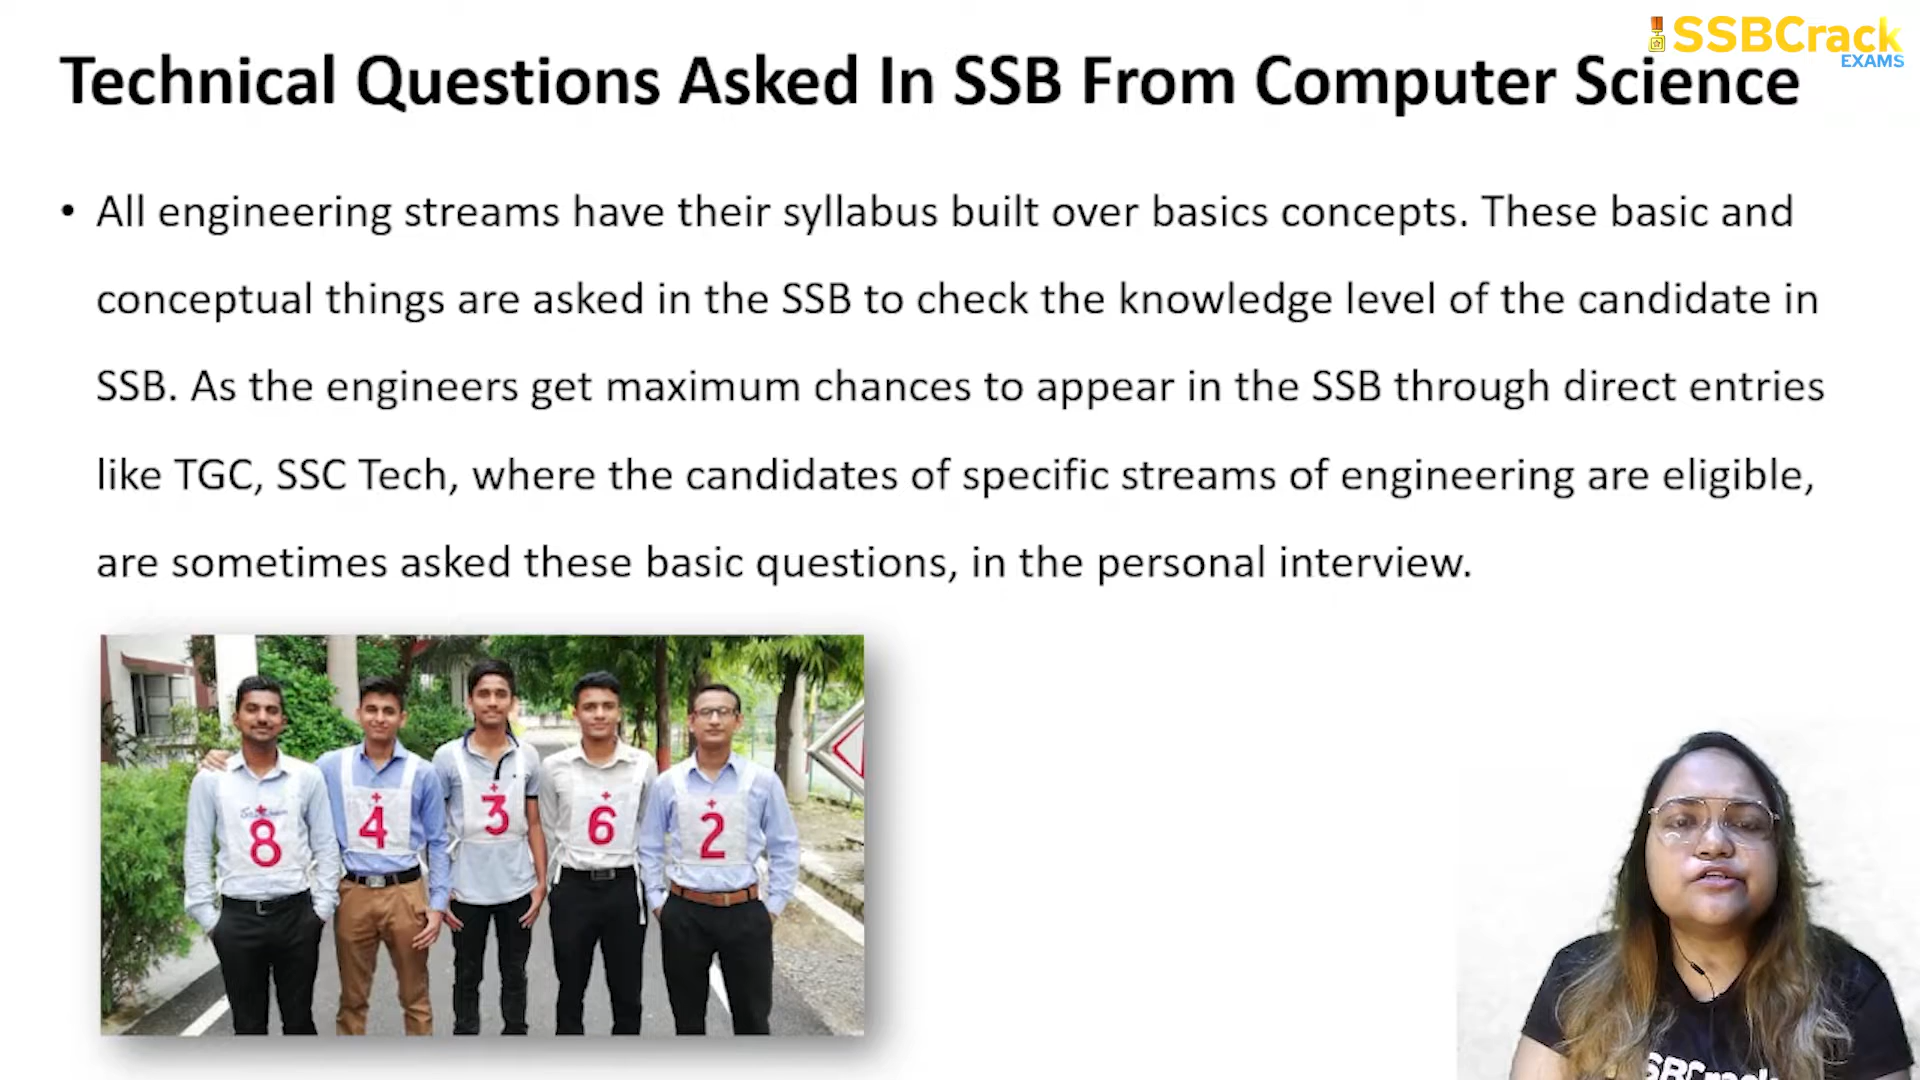 SSBCrack
EXAMS
Technical Questions Asked In SSB From Computer Science
• All engineering streams have their syllabus built over basics concepts. These basic and
conceptual things are asked in the SSB to check the knowledge level of the candidate in
SSB. As the engineers get maximum chances to appear in the SSB through direct entries
like TGC, SSC Tech, where the candidates of specific streams of engineering are eligible,
are sometimes asked these basic questions, in the personal interview.
8 4 3 6 2